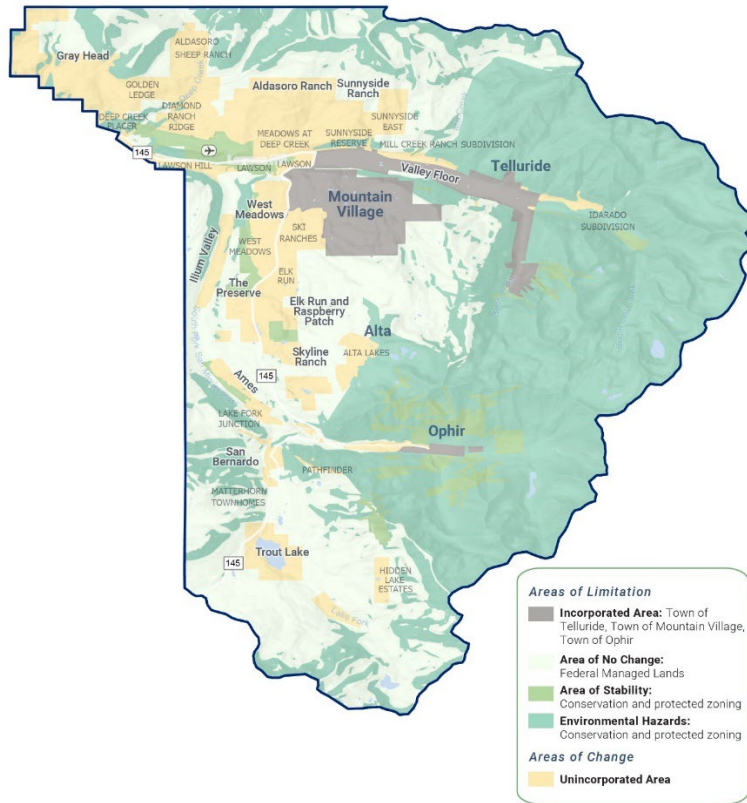 ALDASORO
SHEEP RANCH
Gray Head
Deep Creek
GOLDEN
LEDGE
Aldasoro Ranch
Sunnyside
Ranch
DEEP CREEK
PLACER
DIAMOND
RANCH
RIDGE
MEADOWS AT
DEEP CREEK
SUNNYSIDE
RESERVE
SUNNYSIDE
EAST
MILL CREEK RANCH SUBDIVISION
145
LAWSON HILL
LAWSON
LAWSON
Valley Floor
Telluride
West
Meadows
Mountain
Village
IDARADO
SUBDIVISION
SKI
RANCHES
WEST
MEADOWS
Illium Valley
ELK
RUN
The
Preserve
Elk Run and
Raspberry
Patch
Alta
Skyline
Ranch
ALTA LAKES
Ames
145
LAKE FORK
JUNCTION
Ophir
San
Bernardo
PATHFINDER
MATTERHORN
TOWNHOMES
Trout Lake
145
HIDDEN
LAKE
ESTATES
Lake Fork
Areas of Limitation
Incorporated Area: Town of
Telluride, Town of Mountain Village,
Town of Ophir
Area of No Change:
Federal Managed Lands
Area of Stability:
Conservation and protected zoning
Environmental Hazards:
Conservation and protected zoning
Areas of Change
Unincorporated Area